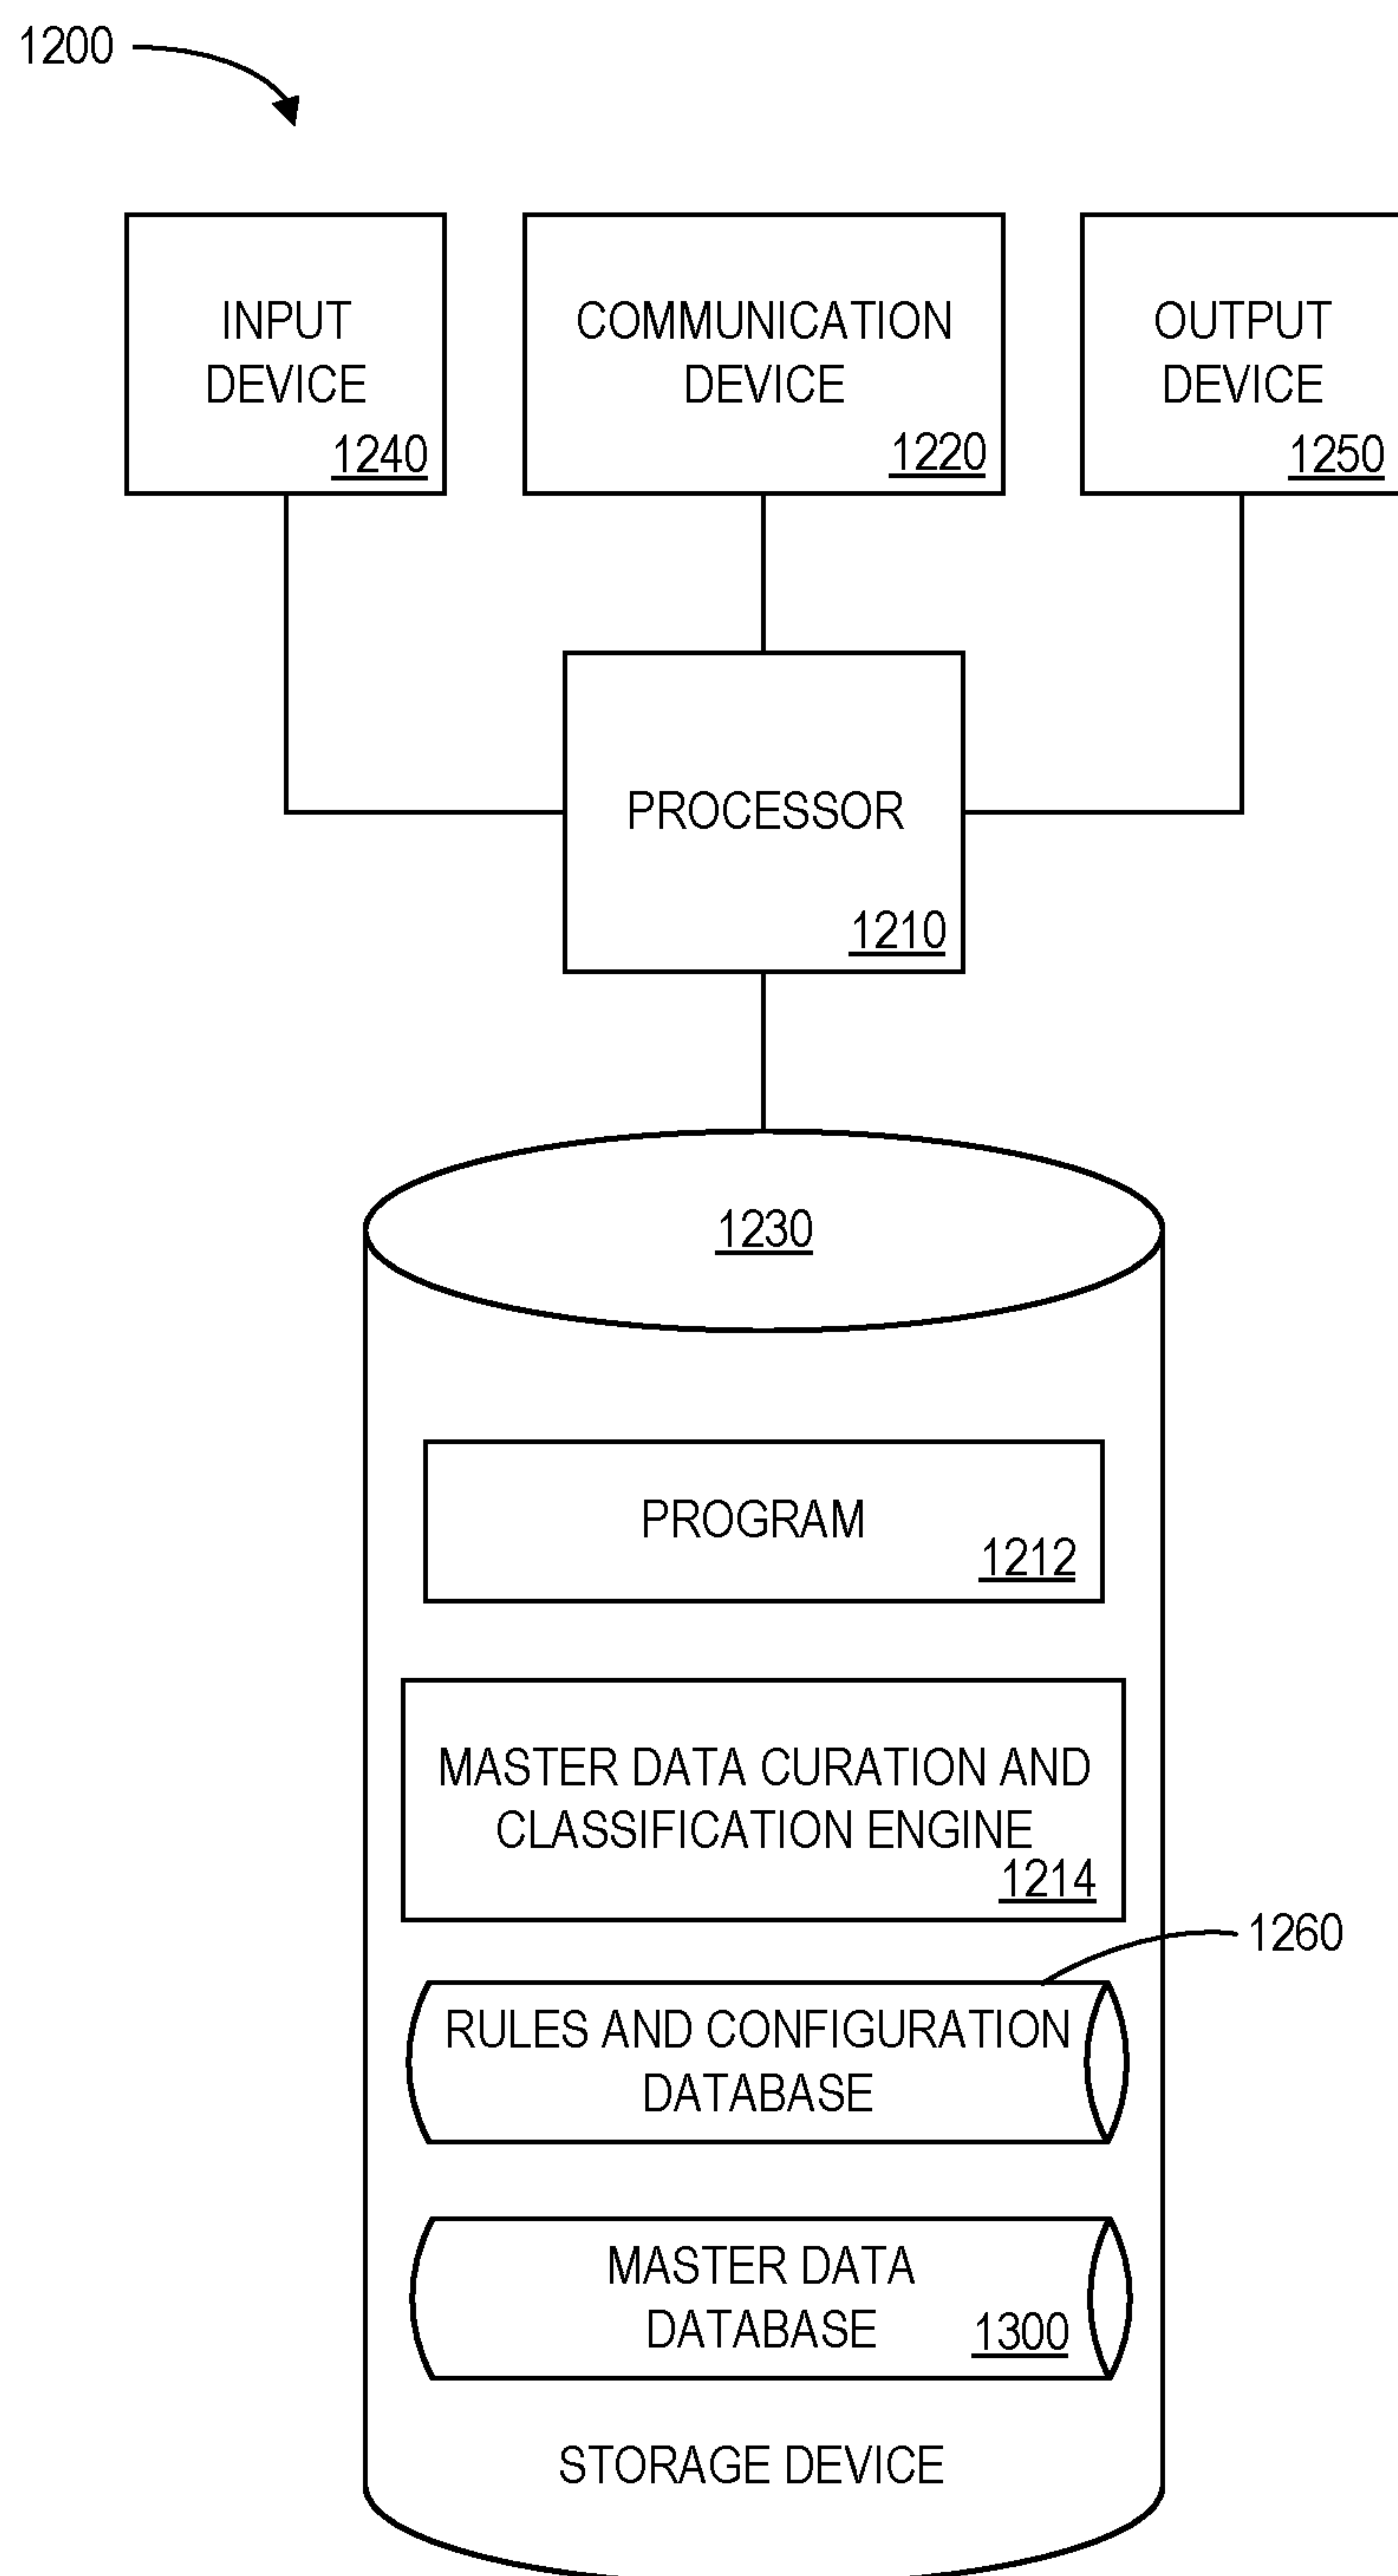 1200
INPUT
DEVICE
1240
COMMUNICATION
DEVICE
1220
OUTPUT
DEVICE
1250
PROCESSOR
1210
1230
PROGRAM
1212
MASTER DATA CURATION AND
CLASSIFICATION ENGINE
1214
1260
RULES AND CONFIGURATION
DATABASE
MASTER DATA
DATABASE
1300
STORAGE DEVICE